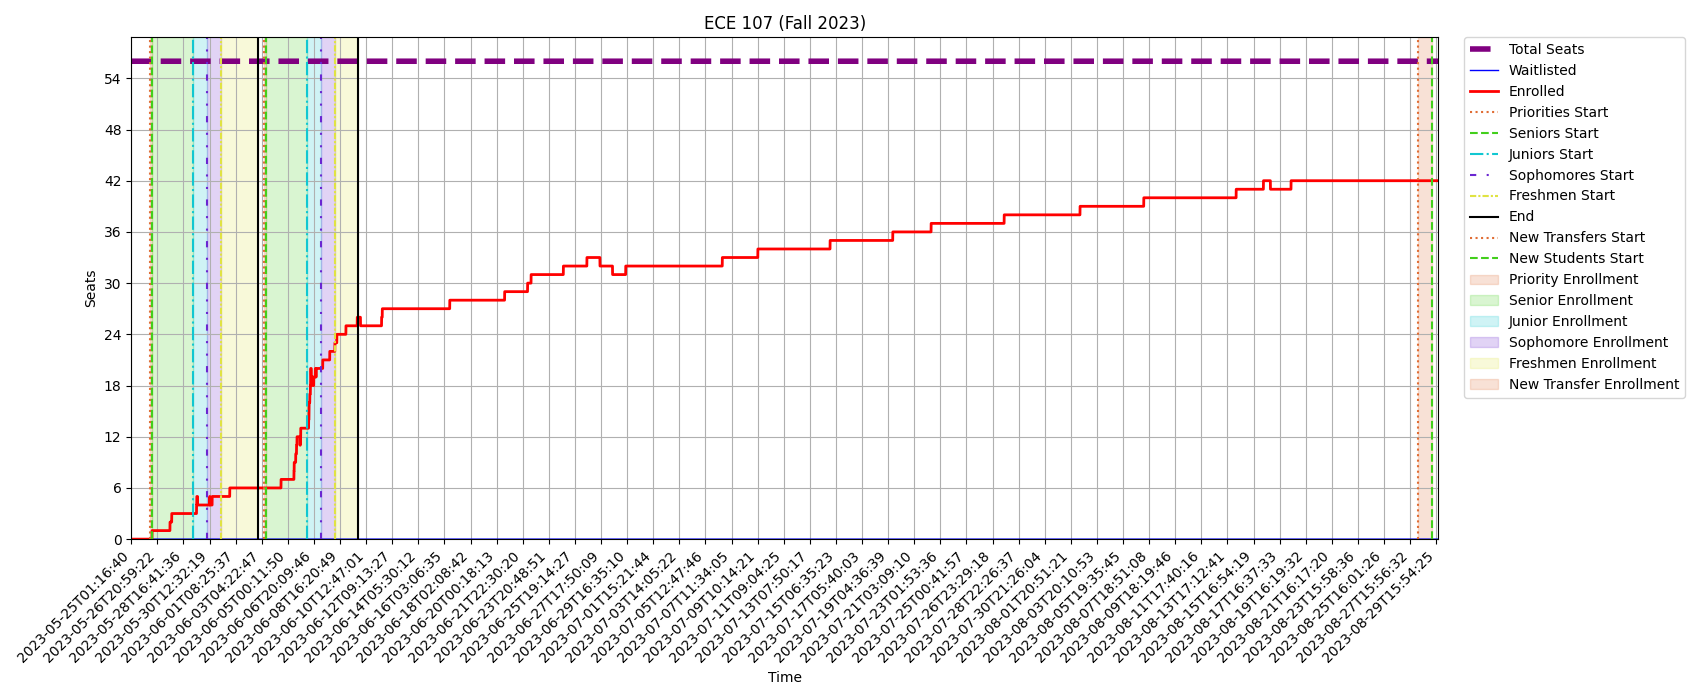 ECE 107 (Fall 2023)
Seats
54
48
42
36
30
24
18
12
6
0
2023-05-25T01:16:40
2023-05-26T20:59:22
2023-05-28T16:41:36
2023-05-30T12:32:19
2023-06-01T08:25:37
2023-06-03T04:22:47
2023-06-05T00:11:50
2023-06-06T20:09:46
2023-06-08T16:20:49
2023-06-10T12:47:01
2023-06-12T09:13:27
2023-06-14T05:30:12
2023-06-16T03:06:35
2023-06-18T02:08:42
2023-06-20T00:18:13
2023-06-21T22:30:20
2023-06-23T20:48:51
2023-06-25T19:14:27
2023-06-27T17:50:09
2023-06-29T16:35:10
2023-07-01T15:21:44
2023-07-03T14:05:22
2023-07-05T12:47:46
2023-07-07T11:34:05
2023-07-09T10:14:21
2023-07-11T09:04:25
2023-07-13T07:50:17
2023-07-15T06:35:23
2023-07-17T05:40:03
2023-07-19T04:36:39
2023-07-21T03:09:10
2023-07-23T01:53:36
2023-07-25T00:41:57
2023-07-26T23:29:18
2023-07-28T22:26:37
2023-07-30T21:26:04
2023-08-01T20:51:21
2023-08-03T20:10:53
2023-08-05T19:35:45
2023-08-07T18:51:08
2023-08-09T18:19:46
2023-08-11T17:40:16
2023-08-13T17:12:41
2023-08-15T16:54:19
2023-08-17T16:37:33
2023-08-19T16:19:32
2023-08-21T16:17:20
2023-08-23T15:58:36
2023-08-25T16:01:26
2023-08-27T15:56:32
2023-08-29T15:54:25
Time
Total Seats
Waitlisted
Enrolled
Priorities Start
Seniors Start
Juniors Start
Sophomores Start
Freshmen Start
End
New Transfers Start
New Students Start
Priority Enrollment
Senior Enrollment
Junior Enrollment
Sophomore Enrollment
Freshmen Enrollment
New Transfer Enrollment